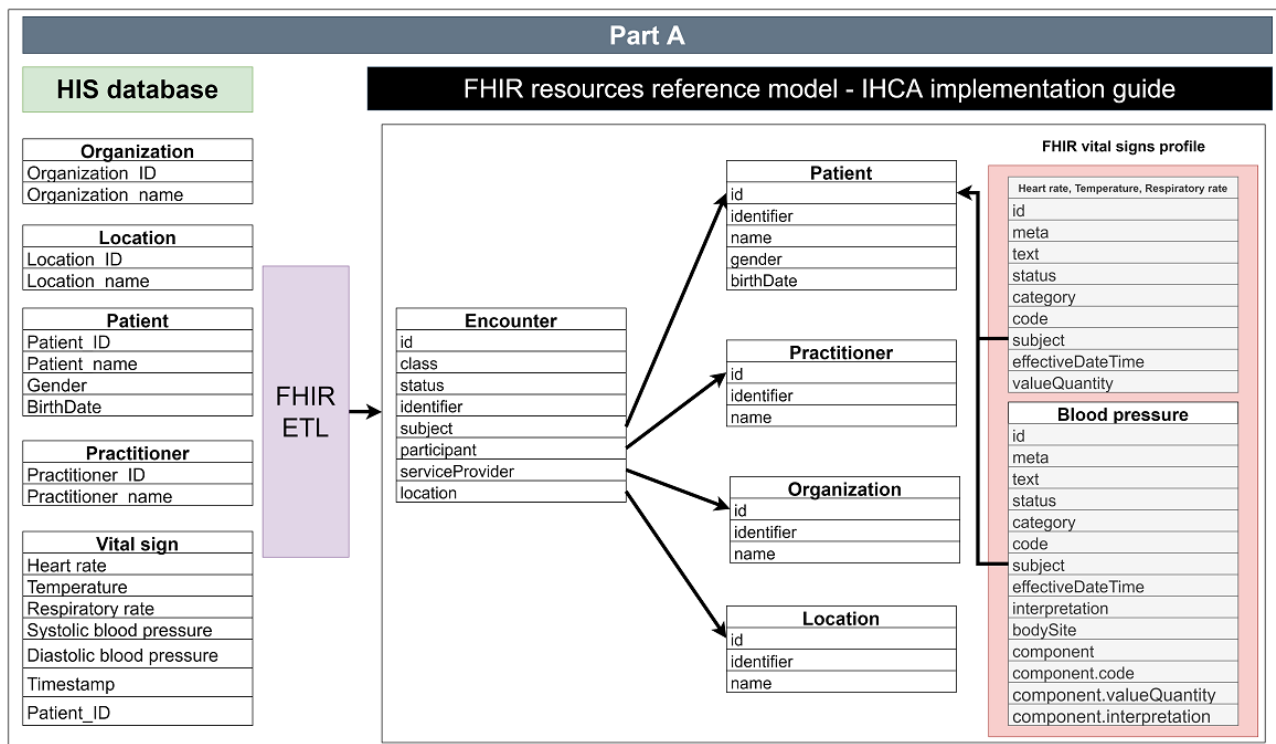 Part A
HIS database
FHIR resources reference model - IHCA implementation guide
Organization
Organization_ID
Organization_name
Location
Location_ID
Location_name
Patient
Patient_ID
Patient_name
Gender
BirthDate
Practitioner
Practitioner_ID
Practitioner_name
Vital sign
Heart rate
Temperature
Respiratory rate
Systolic blood pressure
Diastolic blood pressure
Timestamp
Patient_ID
FHIR
ETL
Encounter
id
class
status
identifier
subject
participant
serviceProvider
location
Patient
id
identifier
name
gender
birthDate
Practitioner
id
identifier
name
Organization
id
identifier
name
Location
id
identifier
name
FHIR vital signs profile
Heart rate, Temperature, Respiratory rate
id
meta
text
status
category
code
subject
effectiveDateTime
valueQuantity
Blood pressure
id
meta
text
status
category
code
subject
effectiveDateTime
interpretation
bodySite
component
component.code
component.valueQuantity
component.interpretation